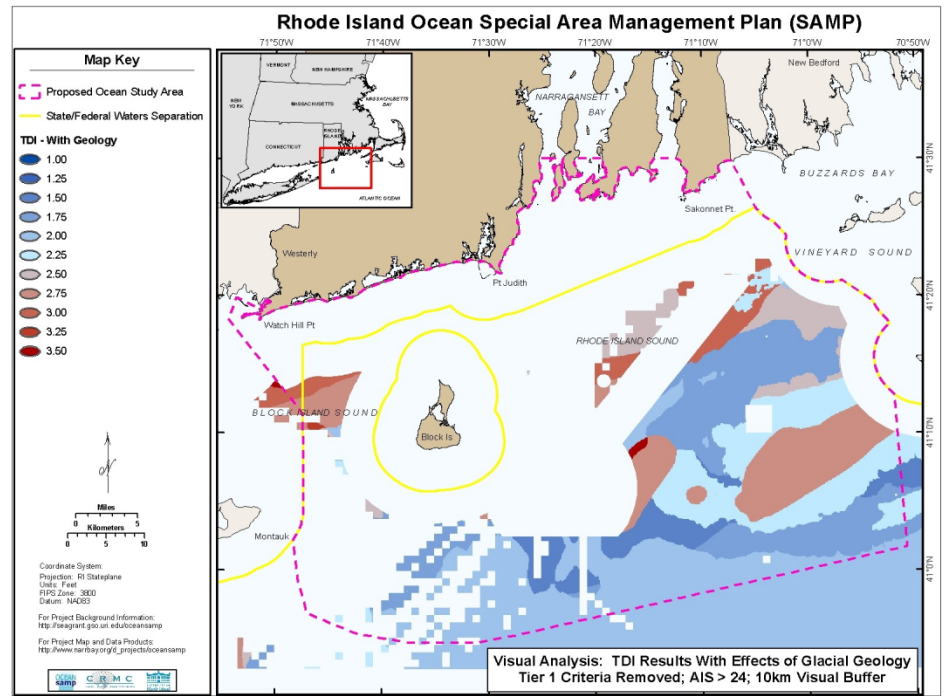 Rhode Island Ocean Special Area Management Plan (SAMP)
Map Key
Proposed Ocean Study Area
State/Federal Waters Separation
TDI - With Geology
1.00
1.25
1.50
1.75
2.00
2.25
2.50
2.75
3.00
3.25
3.50
N
Miles
0 5
Kilometers
0 5 10
Coordinate System:
Projection: RI Stateplane
Units: Feet
FIPS Zone: 3800
Datum: NAD83
For Project Background Information:
http://seagrant.gso.uri.edu/oceansamp
For Project Map and Data Products:
http://www.narrbay.org/d_projects/oceansamp
OCEAN
samp
CRMC
71°50'W 71°40'W 71°30'W 71°20'W 71°10'W 71°0'W 70°50'W
VERMONT
NEW HAMPSHIRE
NEW
YORK
MASSACHUSETTS
MASSACHUSETTS
BAY
CONNECTICUT
RHODE
ISLAND
ATLANTIC OCEAN
NARRAGANSETT
BAY
New Bedford
41°30'N
BUZZARDS BAY
Sakonnet Pt.
VINEYARD SOUND
Westerly
Pt Judith
41°20'N
Watch Hill Pt
RHODE ISLAND SOUND
BLOCK ISLAND SOUND
Block Is
41°10'N
Montauk
41°0'N
Visual Analysis: TDI Results With Effects of Glacial Geology
Tier 1 Criteria Removed; AIS > 24; 10km Visual Buffer